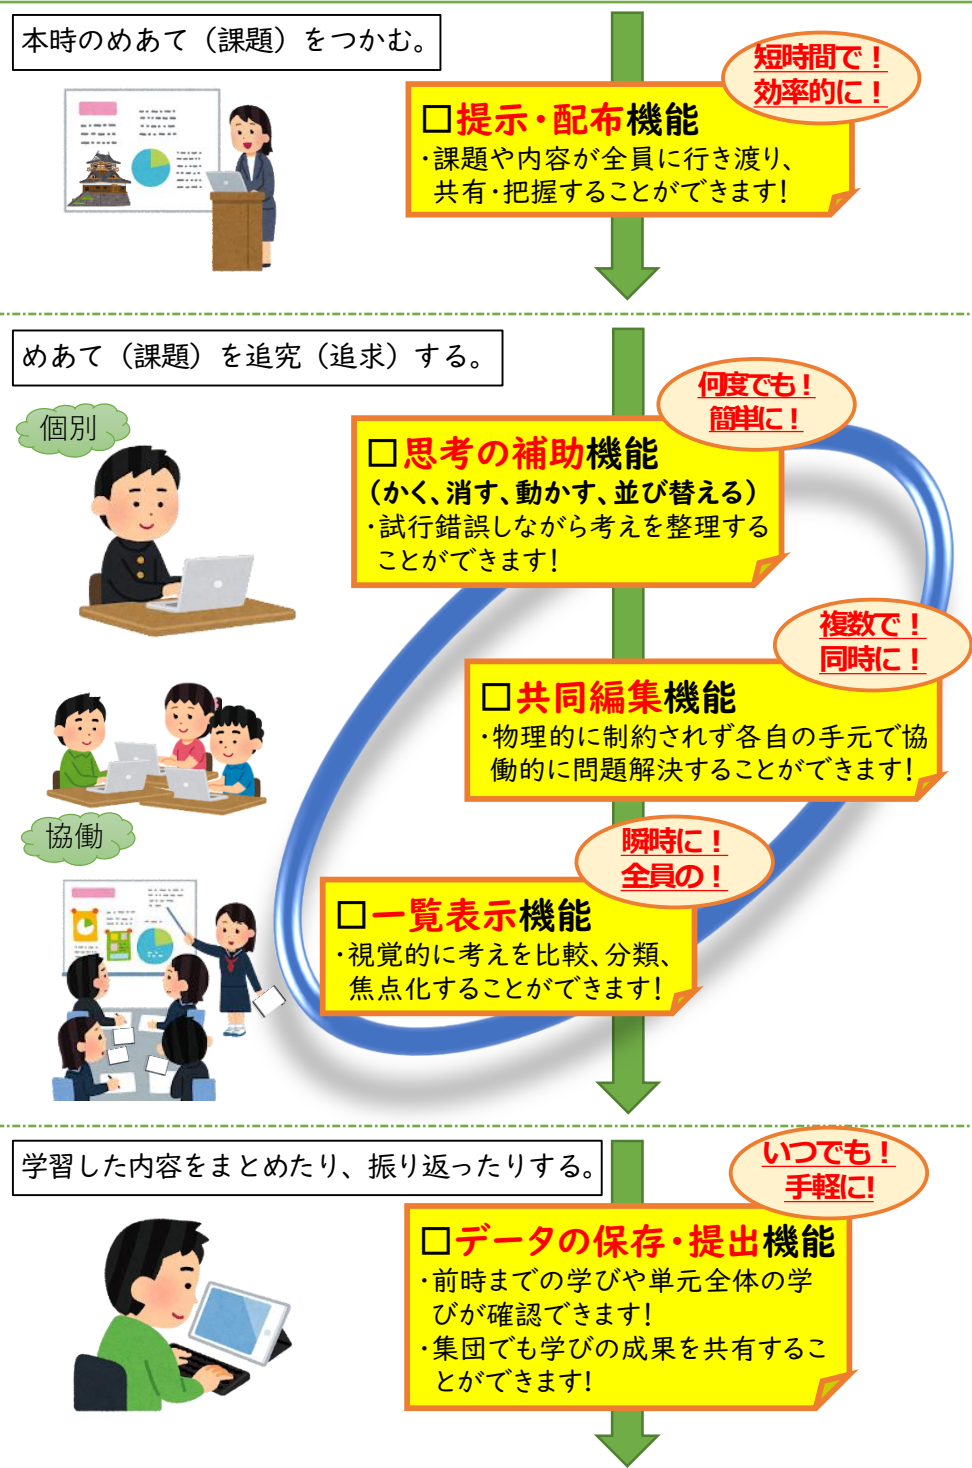 本時のめあて（課題）をつかむ。
短時間で！
効率的に！
□提示・配布機能
・課題や内容が全員に行き渡り、
共有・把握することができます！
めあて（課題）を追究（追求）する。
個別
何度でも！
簡単に！
□思考の補助機能
（かく、消す、動かす、並び替える）
・試行錯誤しながら考えを整理する
ことができます！
複数で！
同時に！
□共同編集機能
・物理的に制約されず各自の手元で協
働的に問題解決することができます！
協働
瞬時に！
全員の！
□一覧表示機能
・視覚的に考えを比較、分類、
焦点化することができます！
学習した内容をまとめたり、振り返ったりする。
いつでも！
手軽に！
□データの保存・提出機能
・前時までの学びや単元全体の学
びが確認できます！
・集団でも学びの成果を共有するこ
とができます！